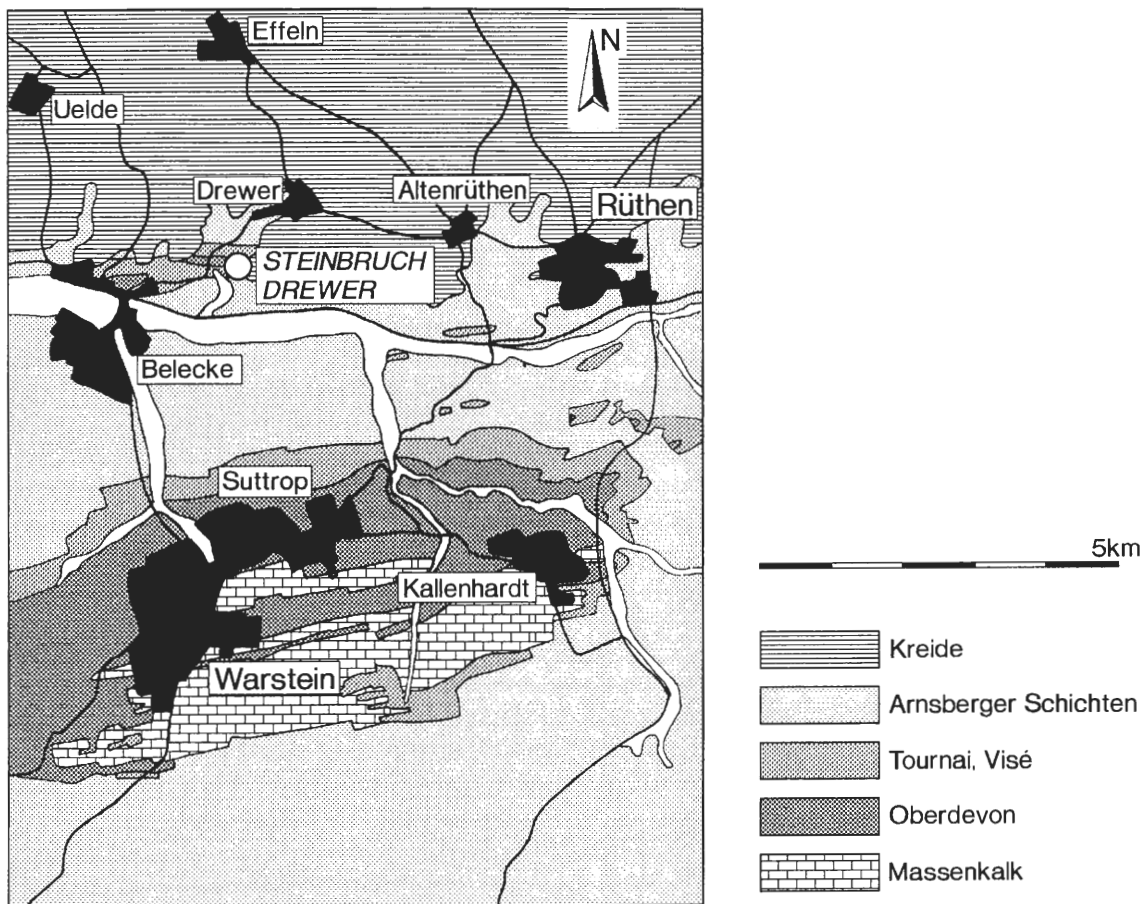 Effeln
N
Uelde
Drewer
Altenrüthen
Rüthen
STEINBRUCH
DREWER
Belecke
Suttrop
Kallenhardt
Warstein
5km
Kreide
Arnsberger Schichten
Tournai, Visé
Oberdevon
Massenkalk